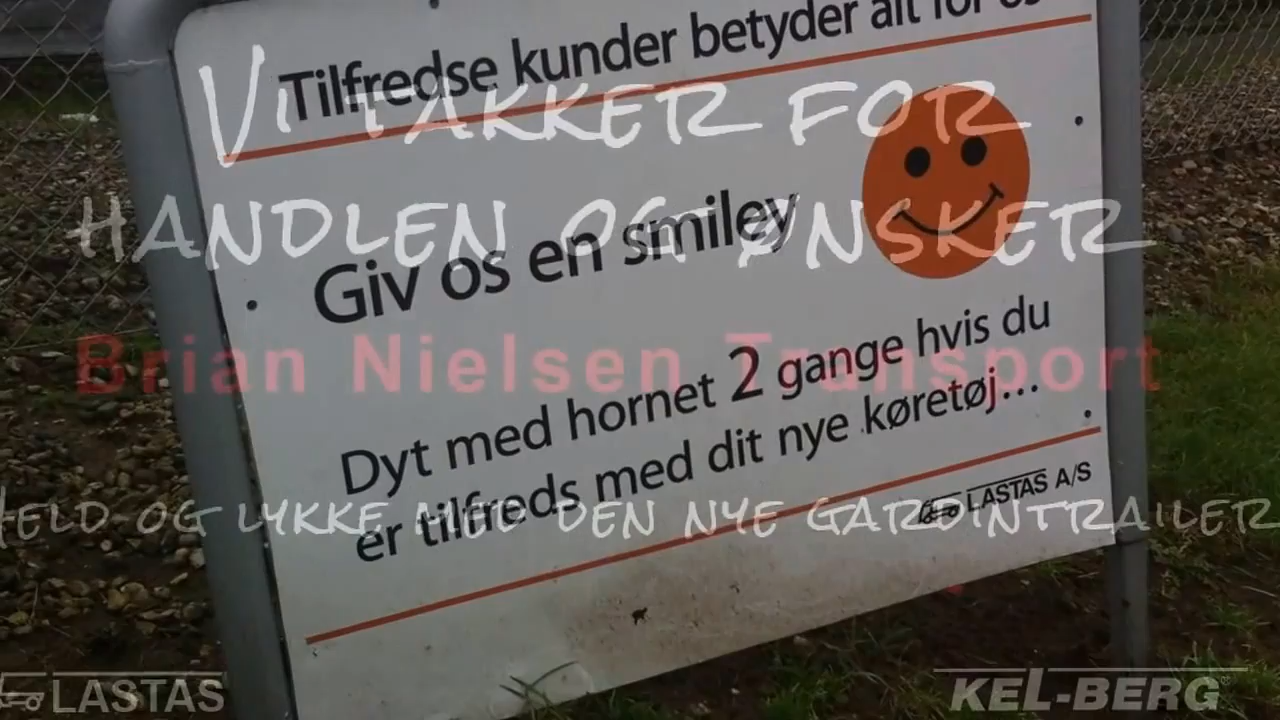 Tilfredse kunder betyder alt for os
Vi takker for
handlen og ønsker
Giv os en smiley
Brian Nielsen Transport
Dyt med hornet 2 gange hvis du
er tilfreds med dit nye køretøj...
Held og lykke med den nye gardintrailer
LASTAS A/S
LASTAS
KEL-BERG